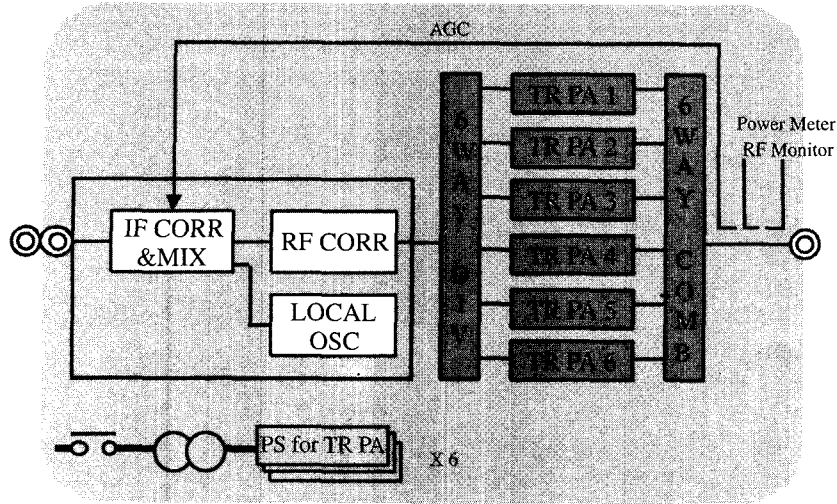 AGC
6 WAY DIV
TR PA 1
TR PA 2
TR PA 3
TR PA 4
TR PA 5
TR PA 6
6 WAY COMB
Power Meter
RF Monitor
IF CORR
&MIX
RF CORR
LOCAL
OSC
PS for TR PA
X 6